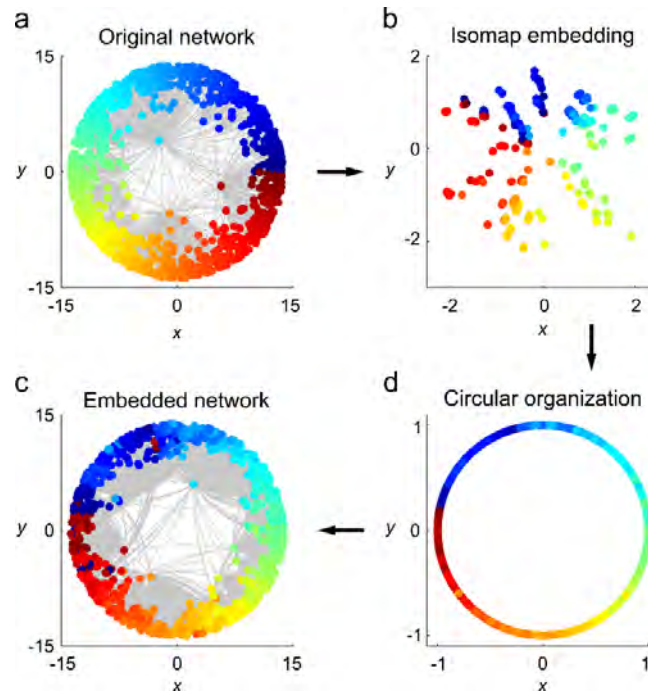 a
Original network
15
y
0
-15
-15
0
15
x
b
Isomap embedding
2
y
0
-2
-2
0
2
x
c
Embedded network
15
y
0
-15
-15
0
15
x
d
Circular organization
1
y
0
-1
-1
0
1
x